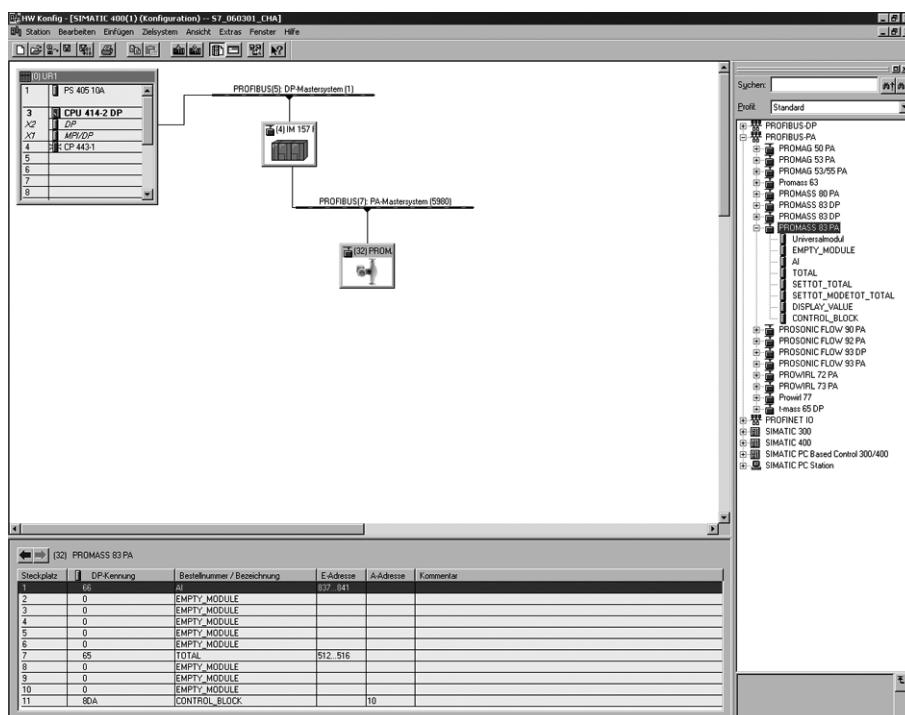 HW Konfig - [SIMATIC 400(1) (Konfiguration) -- S7_060301_CHA]
Station Bearbeiten Einfügen Zielsystem Ansicht Extras Fenster Hilfe
(0) UR1
1 PS 405 10A
3 CPU 414-2 DP
X2 DP
X1 MPI/DP
4 CP 443-1
5
6
7
8
PROFIBUS(5): DP-Mastersystem (1)
(4) IM 157
PROFIBUS(7): PA-Mastersystem (5980)
(32) PROM
Suchen:
Profil: Standard
PROFIBUS-DP
PROFIBUS-PA
PROMAG 50 PA
PROMAG 53 PA
PROMAG 53/55 PA
Promass 63
PROMASS 80 PA
PROMASS 83 DP
PROMASS 83 DP
PROMASS 83 PA
Universalmodul
EMPTY_MODULE
AI
TOTAL
SETTOT_TOTAL
SETTOT_MODETOT_TOTAL
DISPLAY_VALUE
CONTROL_BLOCK
PROSONIC FLOW 90 PA
PROSONIC FLOW 92 PA
PROSONIC FLOW 93 DP
PROSONIC FLOW 93 PA
PROWIRL 72 PA
PROWIRL 73 PA
Prowirl 77
t-mass 65 DP
PROFINET IO
SIMATIC 300
SIMATIC 400
SIMATIC PC Based Control 300/400
SIMATIC PC Station
(32) PROMASS 83 PA
Steckplatz DP-Kennung Bestellnummer / Bezeichnung E-Adresse A-Adresse Kommentar
1 66 AI 837...841
2 0 EMPTY_MODULE
3 0 EMPTY_MODULE
4 0 EMPTY_MODULE
5 0 EMPTY_MODULE
6 0 EMPTY_MODULE
7 65 TOTAL 512...516
8 0 EMPTY_MODULE
9 0 EMPTY_MODULE
10 0 EMPTY_MODULE
11 8DA CONTROL_BLOCK 10